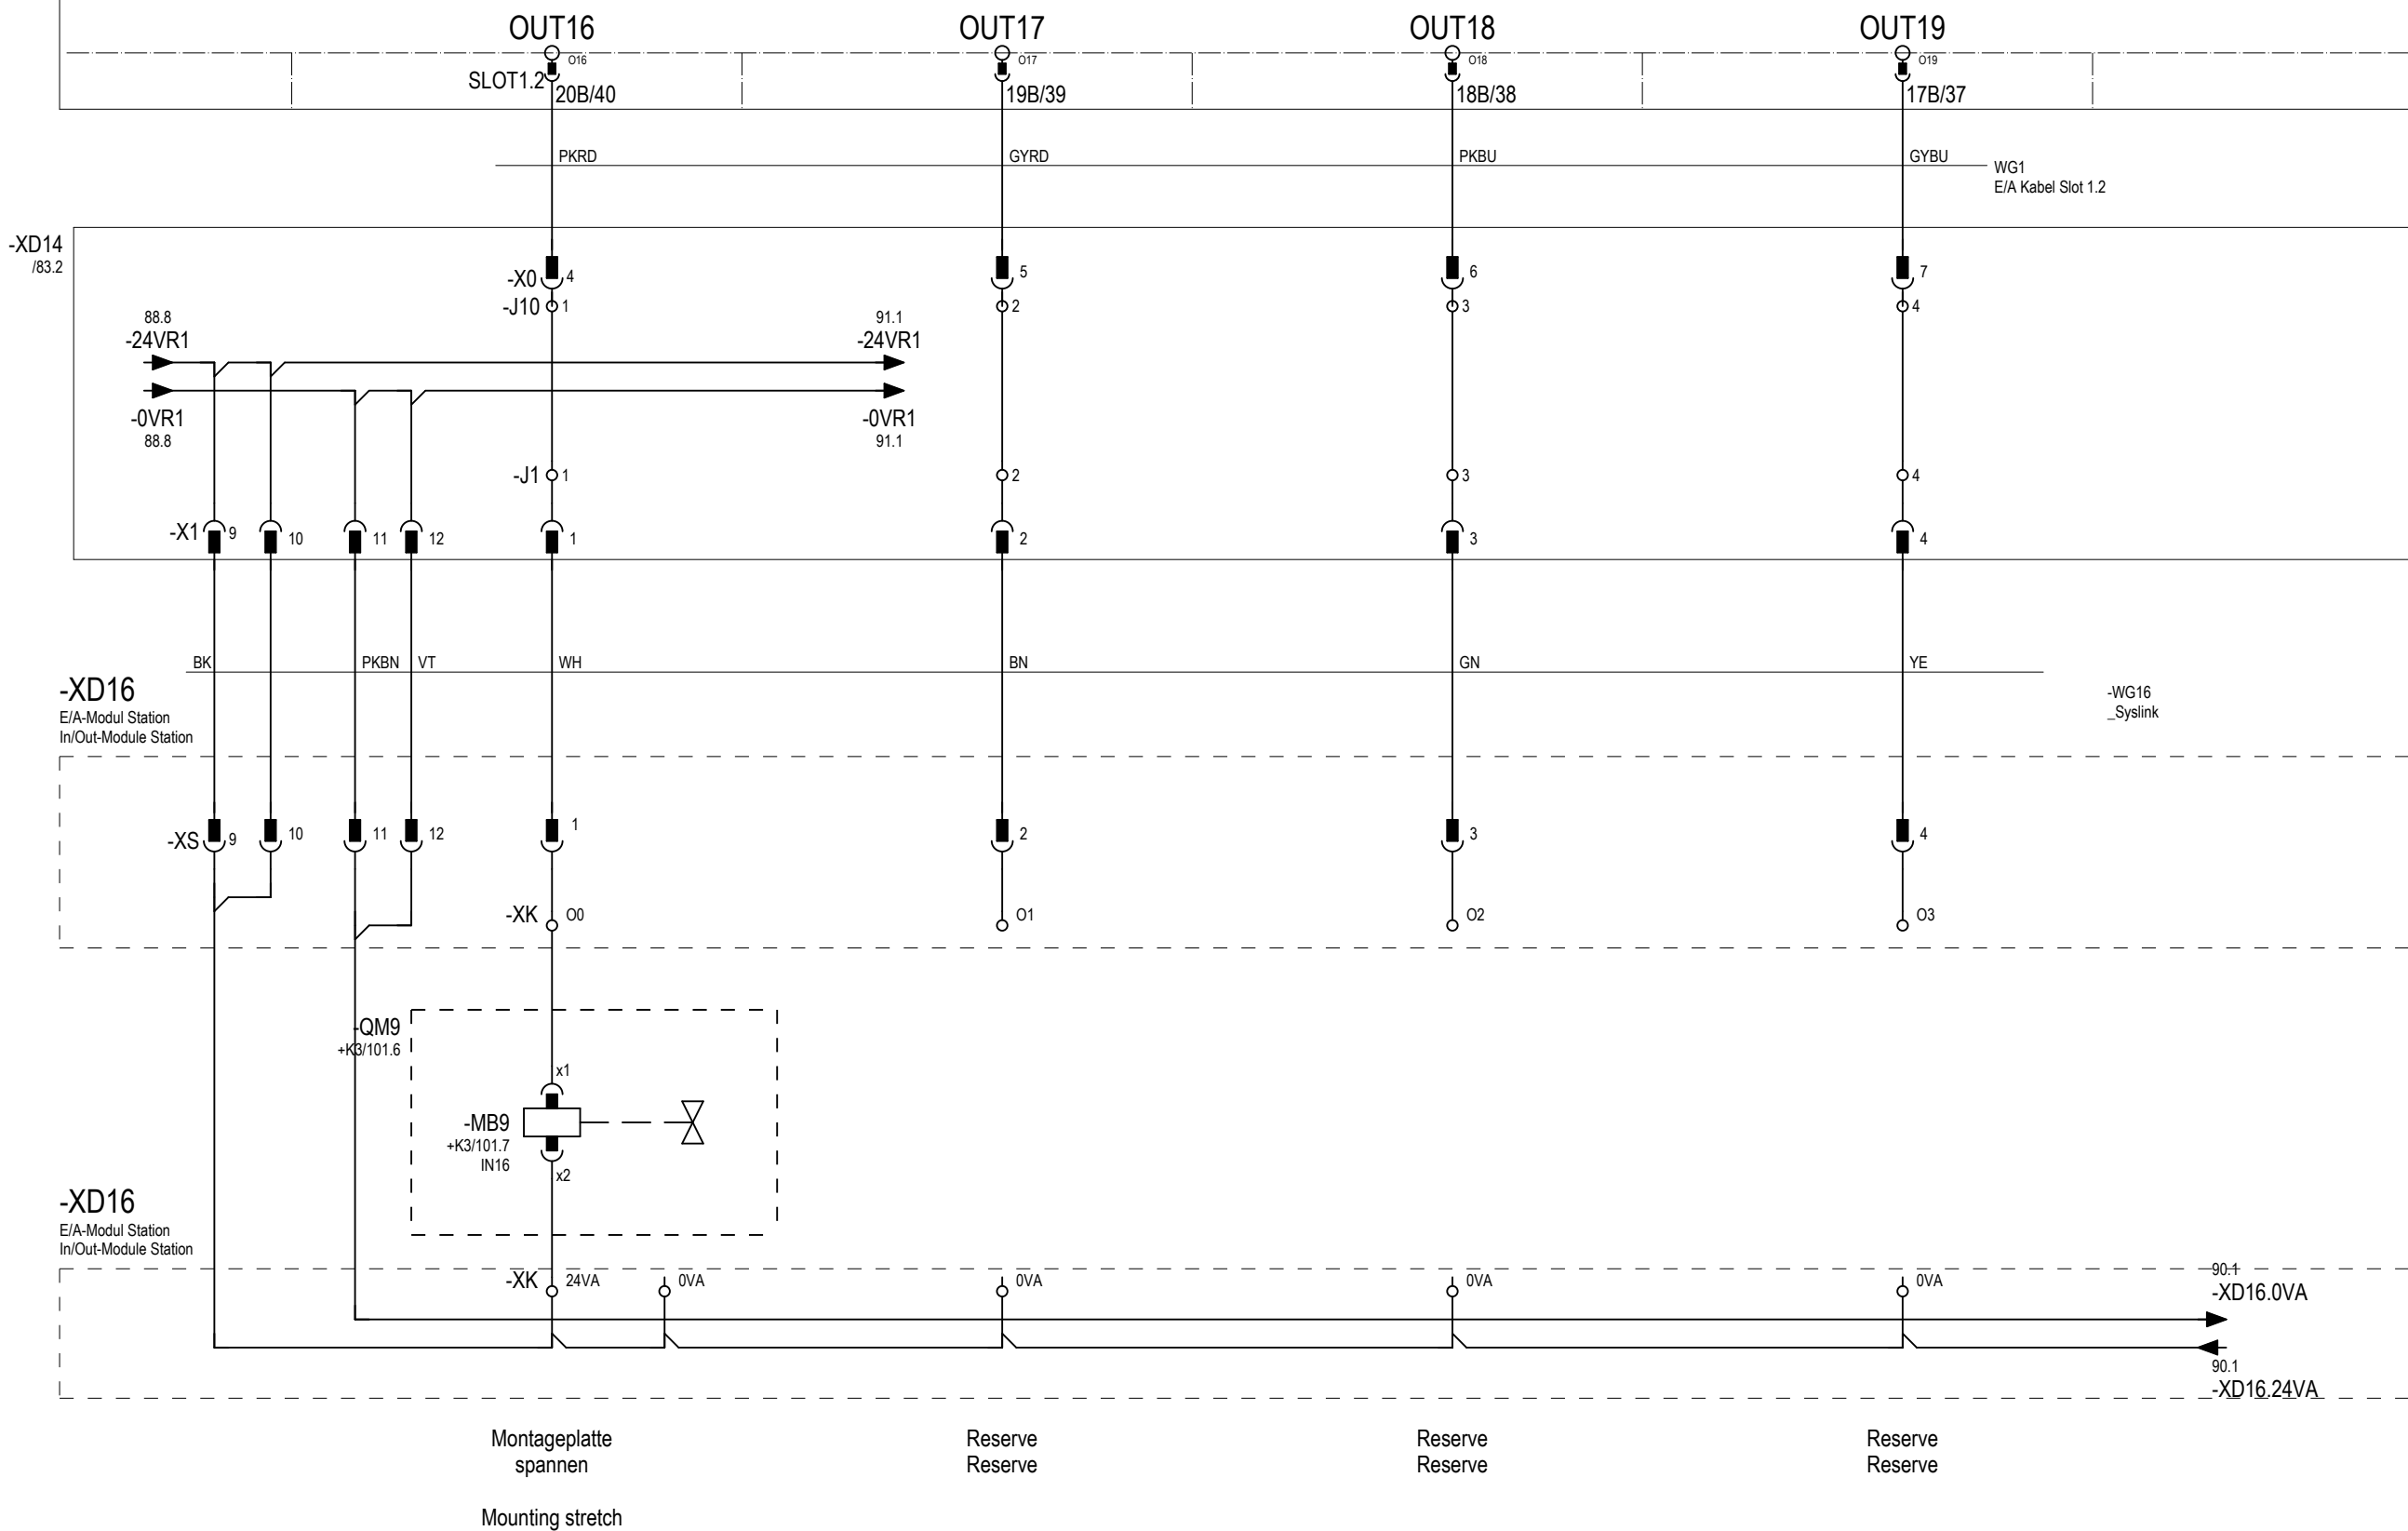 OUT16 OUT17 OUT18 OUT19
O16 O17 O18 O19
SLOT1.2 20B/40 19B/39 18B/38 17B/37
PKRD GYRD PKBU GYBU
WG1
E/A Kabel Slot 1.2
-XD14
/83.2
-X0 4 5 6 7
-J10 1 2 3 4
88.8 91.1
-24VR1 -24VR1
-0VR1 -0VR1
88.8 91.1
-J1 1 2 3 4
-X1 9 10 11 12 1 2 3 4
BK PKBN VT WH BN GN YE
-XD16
E/A-Modul Station
In/Out-Module Station
-WG16
_Syslink
-XS 9 10 11 12 1 2 3 4
-XK O0 O1 O2 O3
-QM9
+K3/101.6
x1
-MB9
+K3/101.7
IN16
x2
-XD16
E/A-Modul Station
In/Out-Module Station
-XK 24VA 0VA 0VA 0VA 0VA
90.1
-XD16.0VA
90.1
-XD16.24VA
Montageplatte Reserve Reserve Reserve
spannen Reserve Reserve Reserve
Mounting stretch